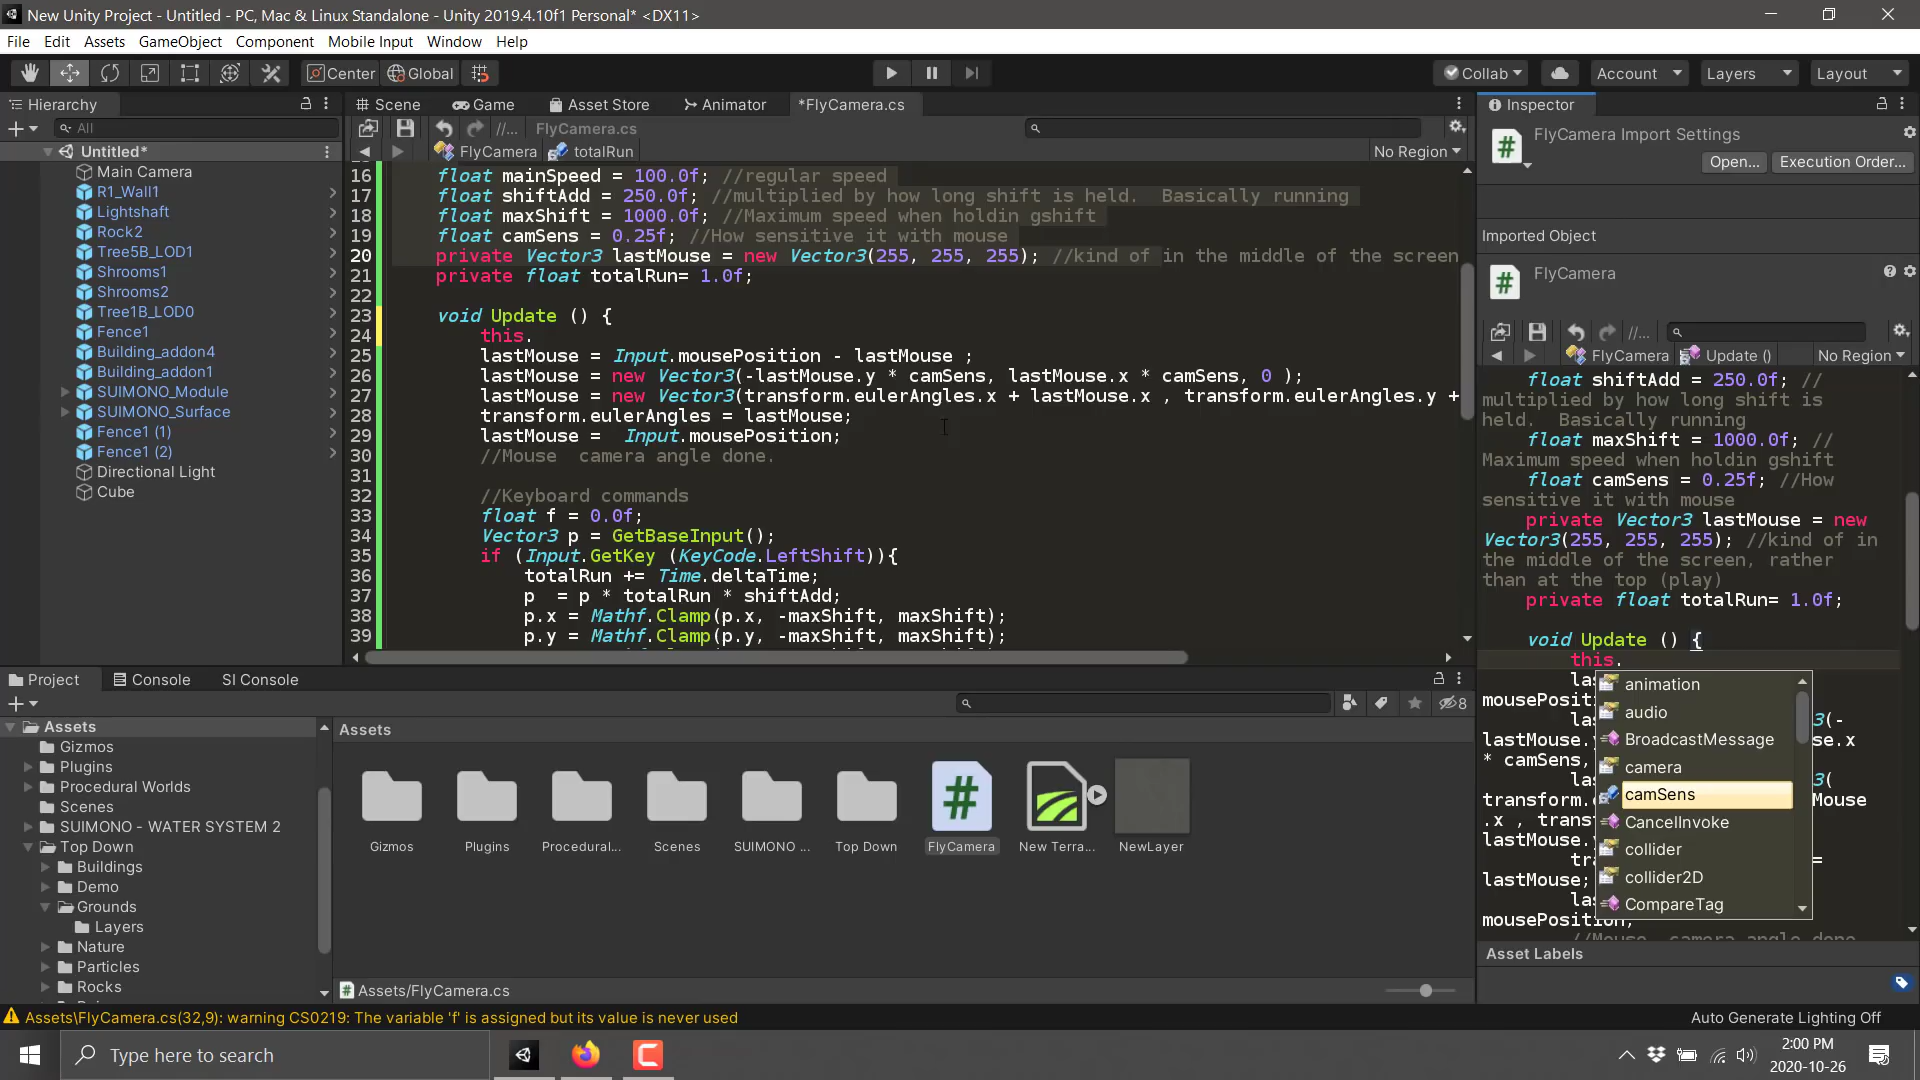 New Unity Project - Untitled - PC, Mac & Linux Standalone - Unity 2019.4.10f1 Personal* <DX11>
File Edit Assets GameObject Component Mobile Input Window Help
Center Global Collab Account Layers Layout
Hierarchy
All
Untitled*
Main Camera
R1_Wall1
Lightshaft
Rock2
Tree5B_LOD1
Shrooms1
Shrooms2
Tree1B_LOD0
Fence1
Building_addon4
Building_addon1
SUIMONO_Module
SUIMONO_Surface
Fence1 (1)
Fence1 (2)
Directional Light
Cube
Scene Game Asset Store Animator *FlyCamera.cs
//... FlyCamera.cs
FlyCamera totalRun No Region
16 float mainSpeed = 100.0f; //regular speed
17 float shiftAdd = 250.0f; //multiplied by how long shift is held.  Basically running
18 float maxShift = 1000.0f; //Maximum speed when holdin gshift
19 float camSens = 0.25f; //How sensitive it with mouse
20 private Vector3 lastMouse = new Vector3(255, 255, 255); //kind of in the middle of the screen
21 private float totalRun= 1.0f;
22
23 void Update () {
24 this.
25 lastMouse = Input.mousePosition - lastMouse ;
26 lastMouse = new Vector3(-lastMouse.y * camSens, lastMouse.x * camSens, 0 );
27 lastMouse = new Vector3(transform.eulerAngles.x + lastMouse.x , transform.eulerAngles.y +
28 transform.eulerAngles = lastMouse;
29 lastMouse =  Input.mousePosition;
30 //Mouse  camera angle done.
31
32 //Keyboard commands
33 float f = 0.0f;
34 Vector3 p = GetBaseInput();
35 if (Input.GetKey (KeyCode.LeftShift)){
36 totalRun += Time.deltaTime;
37 p  = p * totalRun * shiftAdd;
38 p.x = Mathf.Clamp(p.x, -maxShift, maxShift);
39 p.y = Mathf.Clamp(p.y, -maxShift, maxShift);
Inspector
FlyCamera Import Settings
Open... Execution Order...
Imported Object
FlyCamera
//...
FlyCamera Update () No Region
float shiftAdd = 250.0f; //
multiplied by how long shift is
held.  Basically running
float maxShift = 1000.0f; //
Maximum speed when holdin gshift
float camSens = 0.25f; //How
sensitive it with mouse
private Vector3 lastMouse = new
Vector3(255, 255, 255); //kind of in
the middle of the screen, rather
than at the top (play)
private float totalRun= 1.0f;
void Update () {
this.
animation
audio
BroadcastMessage
camera
camSens
CancelInvoke
collider
collider2D
CompareTag
Asset Labels
Project Console SI Console
8
Assets
Gizmos
Plugins
Procedural Worlds
Scenes
SUIMONO - WATER SYSTEM 2
Top Down
Buildings
Demo
Grounds
Layers
Nature
Particles
Rocks
Assets
Gizmos Plugins Procedural... Scenes SUIMONO ... Top Down FlyCamera New Terra... NewLayer
Assets/FlyCamera.cs
Assets\FlyCamera.cs(32,9): warning CS0219: The variable 'f' is assigned but its value is never used
Auto Generate Lighting Off
Type here to search
2:00 PM
2020-10-26